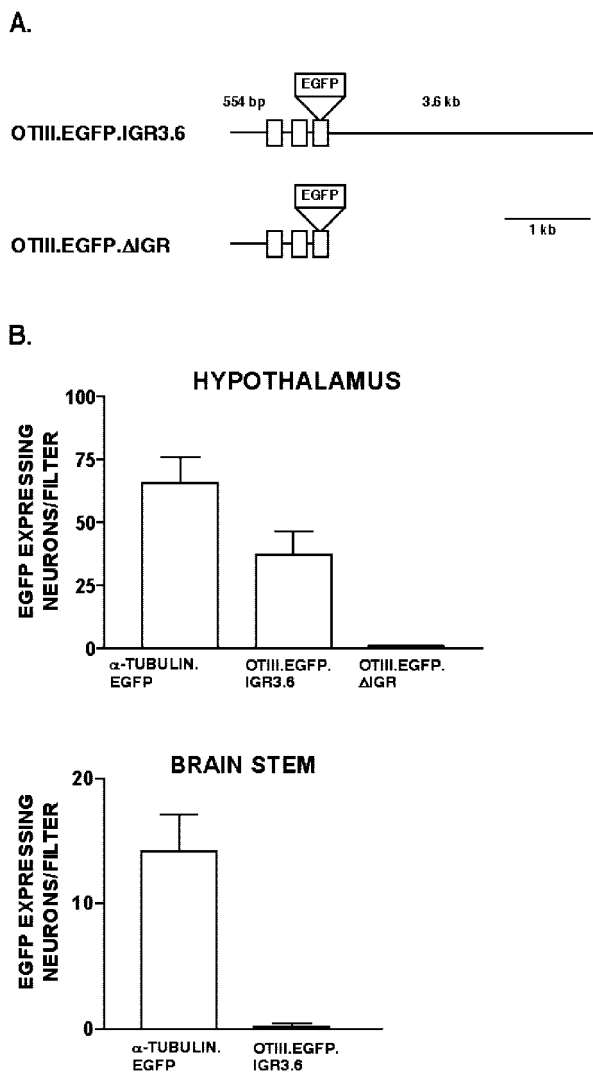 A.
EGFP
554 bp
3.6 kb
OTIII.EGFP.IGR3.6
EGFP
OTIII.EGFP.ΔIGR
1 kb
B.
HYPOTHALAMUS
EGFP EXPRESSING
NEURONS/FILTER
100
75
50
25
0
α-TUBULIN.
EGFP
OTIII.EGFP.
IGR3.6
OTIII.EGFP.
ΔIGR
BRAIN STEM
EGFP EXPRESSING
NEURONS/FILTER
20
10
0
α-TUBULIN.
EGFP
OTIII.EGFP.
IGR3.6